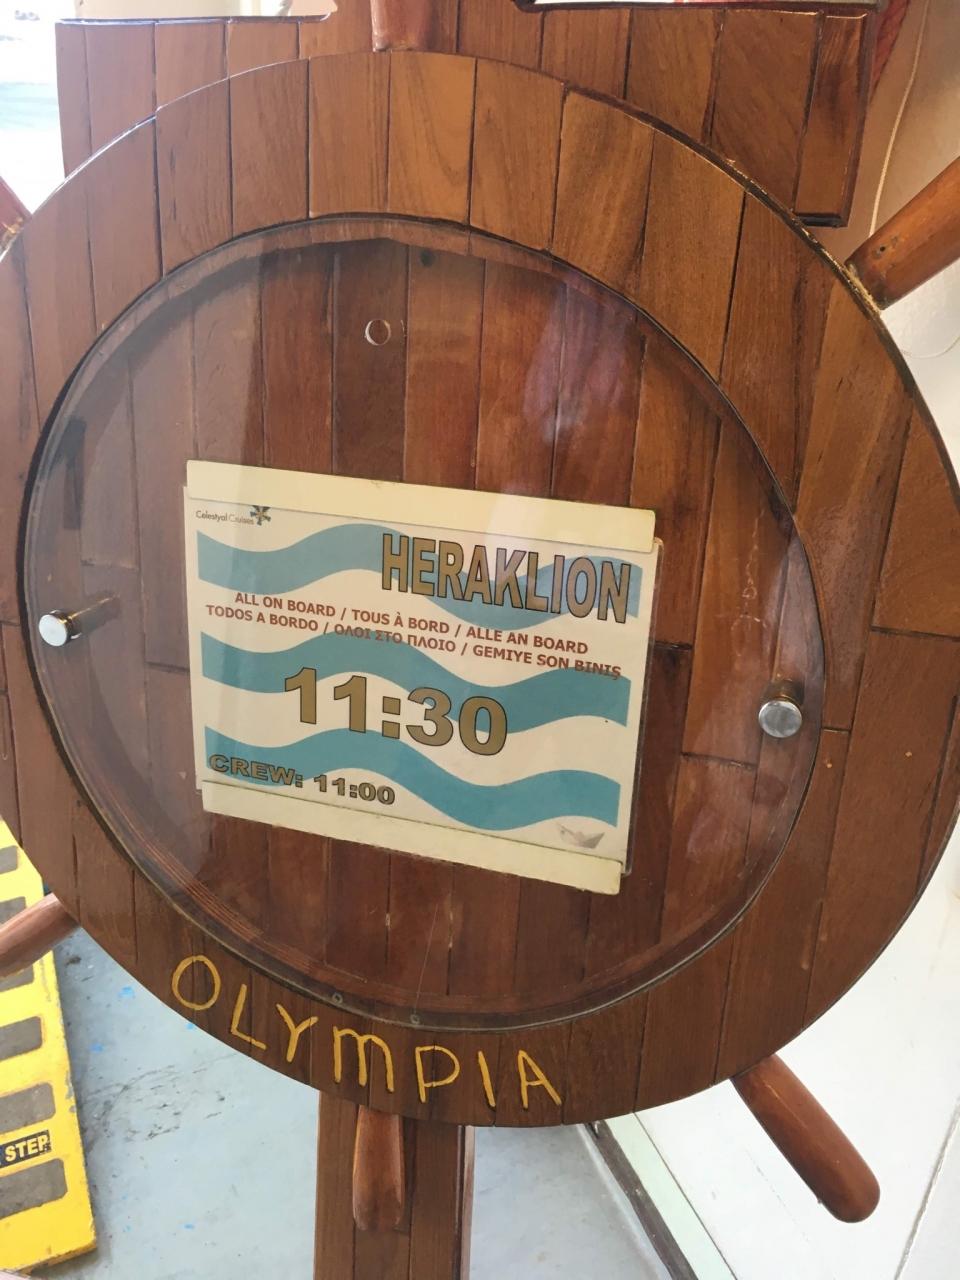 Celestyal Cruises
HERAKLION
ALL ON BOARD / TOUS À BORD / ALLE AN BOARD
TODOS A BORDO / ΟΛΟΙ ΣΤΟ ΠΛΟΙΟ / GEMIYE SON BINIŞ
11:30
CREW: 11:00
OLYMPIA
STEP